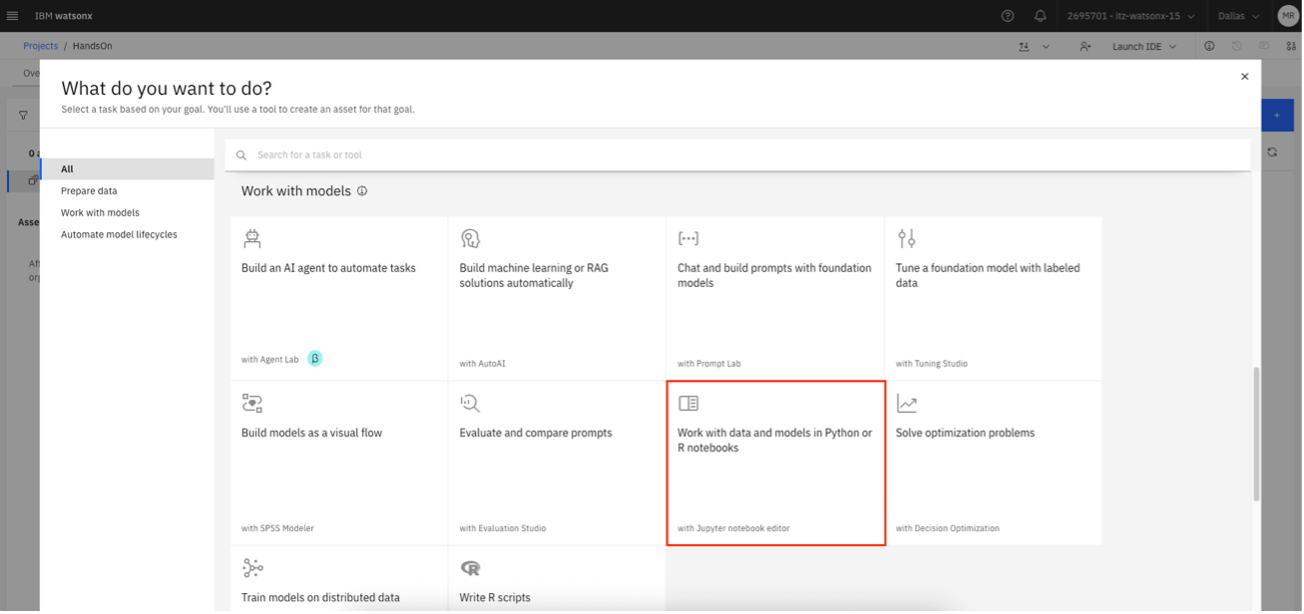 IBM watsonx
2695701 - itz-watsonx-15
Dallas
MR
Projects / HandsOn
Launch IDE
Ove
What do you want to do?
Select a task based on your goal. You'll use a tool to create an asset for that goal.
0 a
Asse
Aft
org
All
Prepare data
Work with models
Automate model lifecycles
Search for a task or tool
Work with models
Build an AI agent to automate tasks
with Agent Lab β
Build machine learning or RAG
solutions automatically
with AutoAI
Chat and build prompts with foundation
models
with Prompt Lab
Tune a foundation model with labeled
data
with Tuning Studio
Build models as a visual flow
with SPSS Modeler
Evaluate and compare prompts
with Evaluation Studio
Work with data and models in Python or
R notebooks
with Jupyter notebook editor
Solve optimization problems
with Decision Optimization
Train models on distributed data
Write R scripts